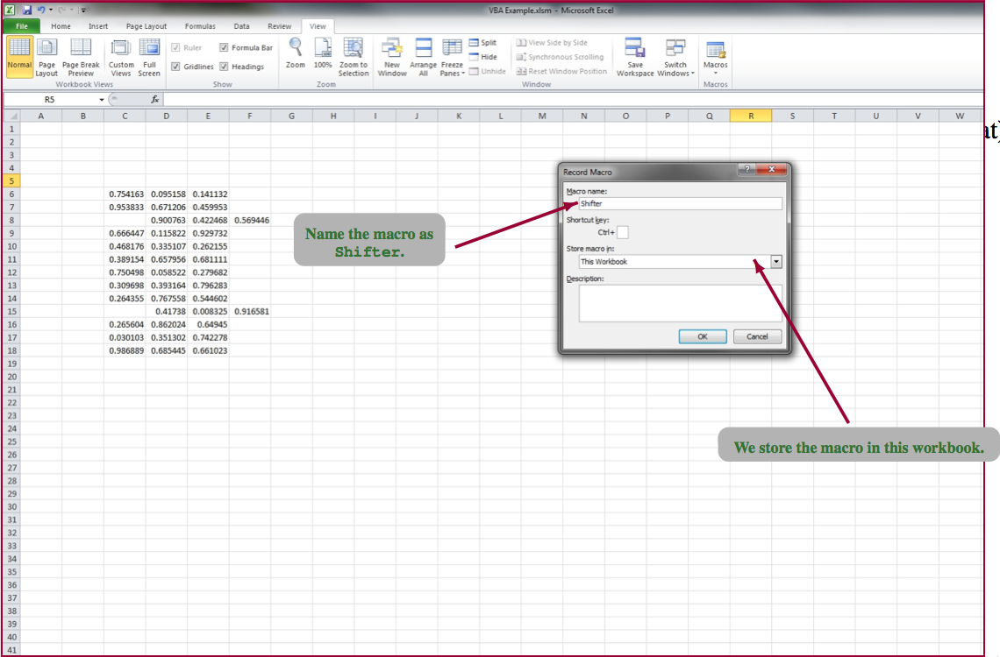 VBA Example.xlsm - Microsoft Excel
File Home Insert Page Layout Formulas Data Review View
Normal Page Layout Page Break Preview Custom Views Full Screen
Workbook Views
Ruler Formula Bar
Gridlines Headings
Show
Zoom 100% Zoom to Selection
Zoom
New Window Arrange All Freeze Panes
Split
Hide
Unhide
View Side by Side
Synchronous Scrolling
Reset Window Position
Window
Save Workspace Switch Windows
Macros
Macros
R5 fx
A B C D E F G H I J K L M N O P Q R S T U V W
1
at)
2
3
4
5
6 0.754163 0.095158 0.141132
7 0.953833 0.671206 0.459953
8 0.900763 0.422468 0.569446
9 0.666447 0.115822 0.929732
10 0.468176 0.335107 0.262155
11 0.389154 0.657956 0.681111
12 0.750498 0.058522 0.279682
13 0.309698 0.393164 0.796283
14 0.264355 0.767558 0.544602
15 0.41738 0.008325 0.916581
16 0.265604 0.862024 0.64945
17 0.030103 0.351302 0.742278
18 0.986889 0.685445 0.661023
19
20
21
22
23
24
25
26
27
28
29
30
31
32
33
34
35
36
37
38
39
40
41
Name the macro as
Shifter.
Record Macro
Macro name:
Shifter
Shortcut key:
Ctrl+
Store macro in:
This Workbook
Description:
OK Cancel
We store the macro in this workbook.